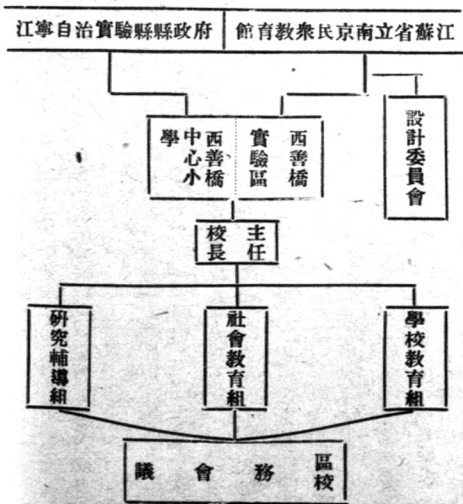 江蘇省立南京民衆教育館
江寧自治實驗縣縣政府
設計委員會
西善橋
實驗區
西善橋
中心小
學
主任
校長
學校教育組
社會教育組
研究輔導組
區校務會議